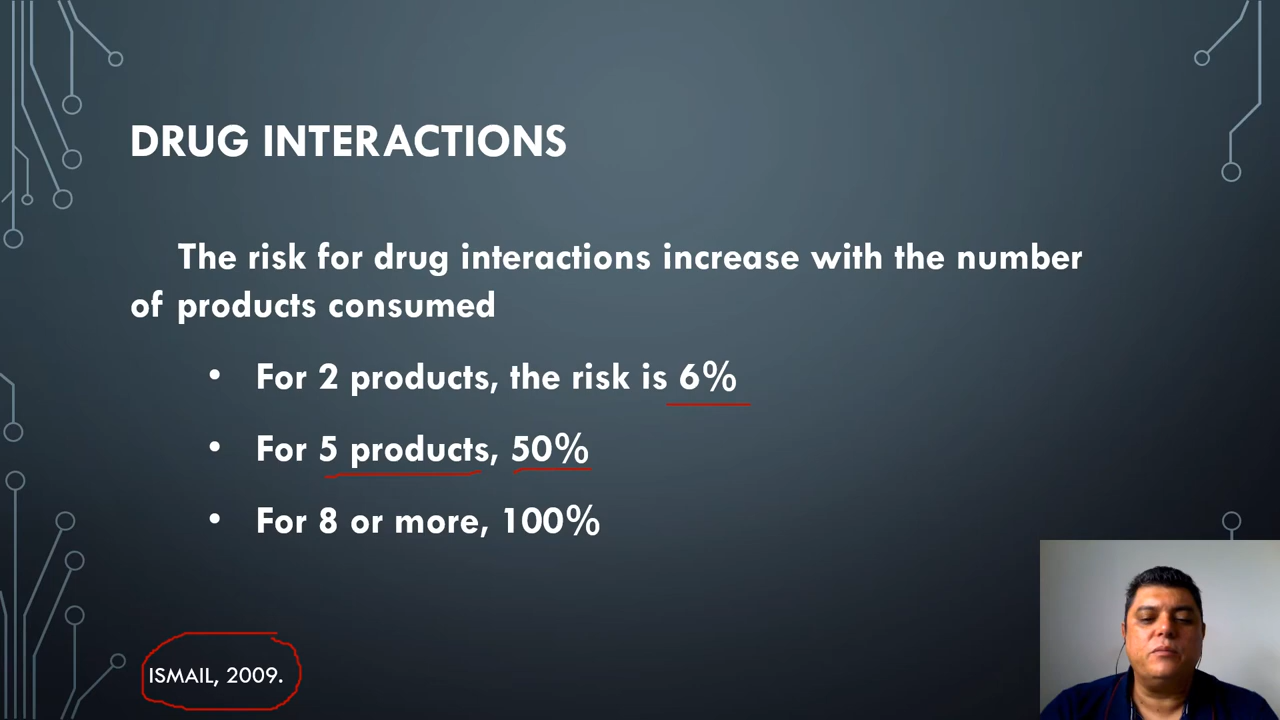 DRUG INTERACTIONS
The risk for drug interactions increase with the number
of products consumed
• For 2 products, the risk is 6%
• For 5 products, 50%
• For 8 or more, 100%
ISMAIL, 2009.